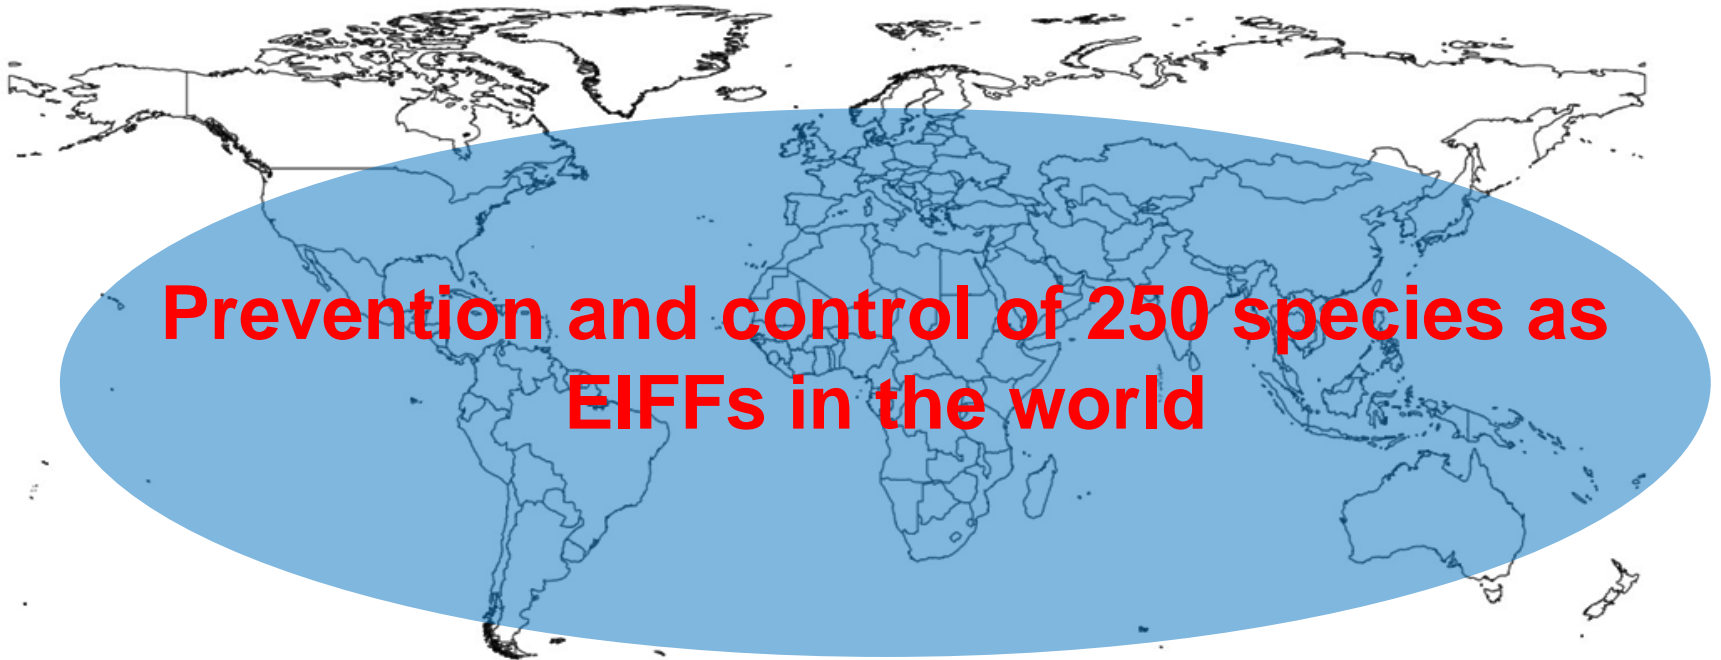 Prevention and control of 250 species as
EIFFs in the world